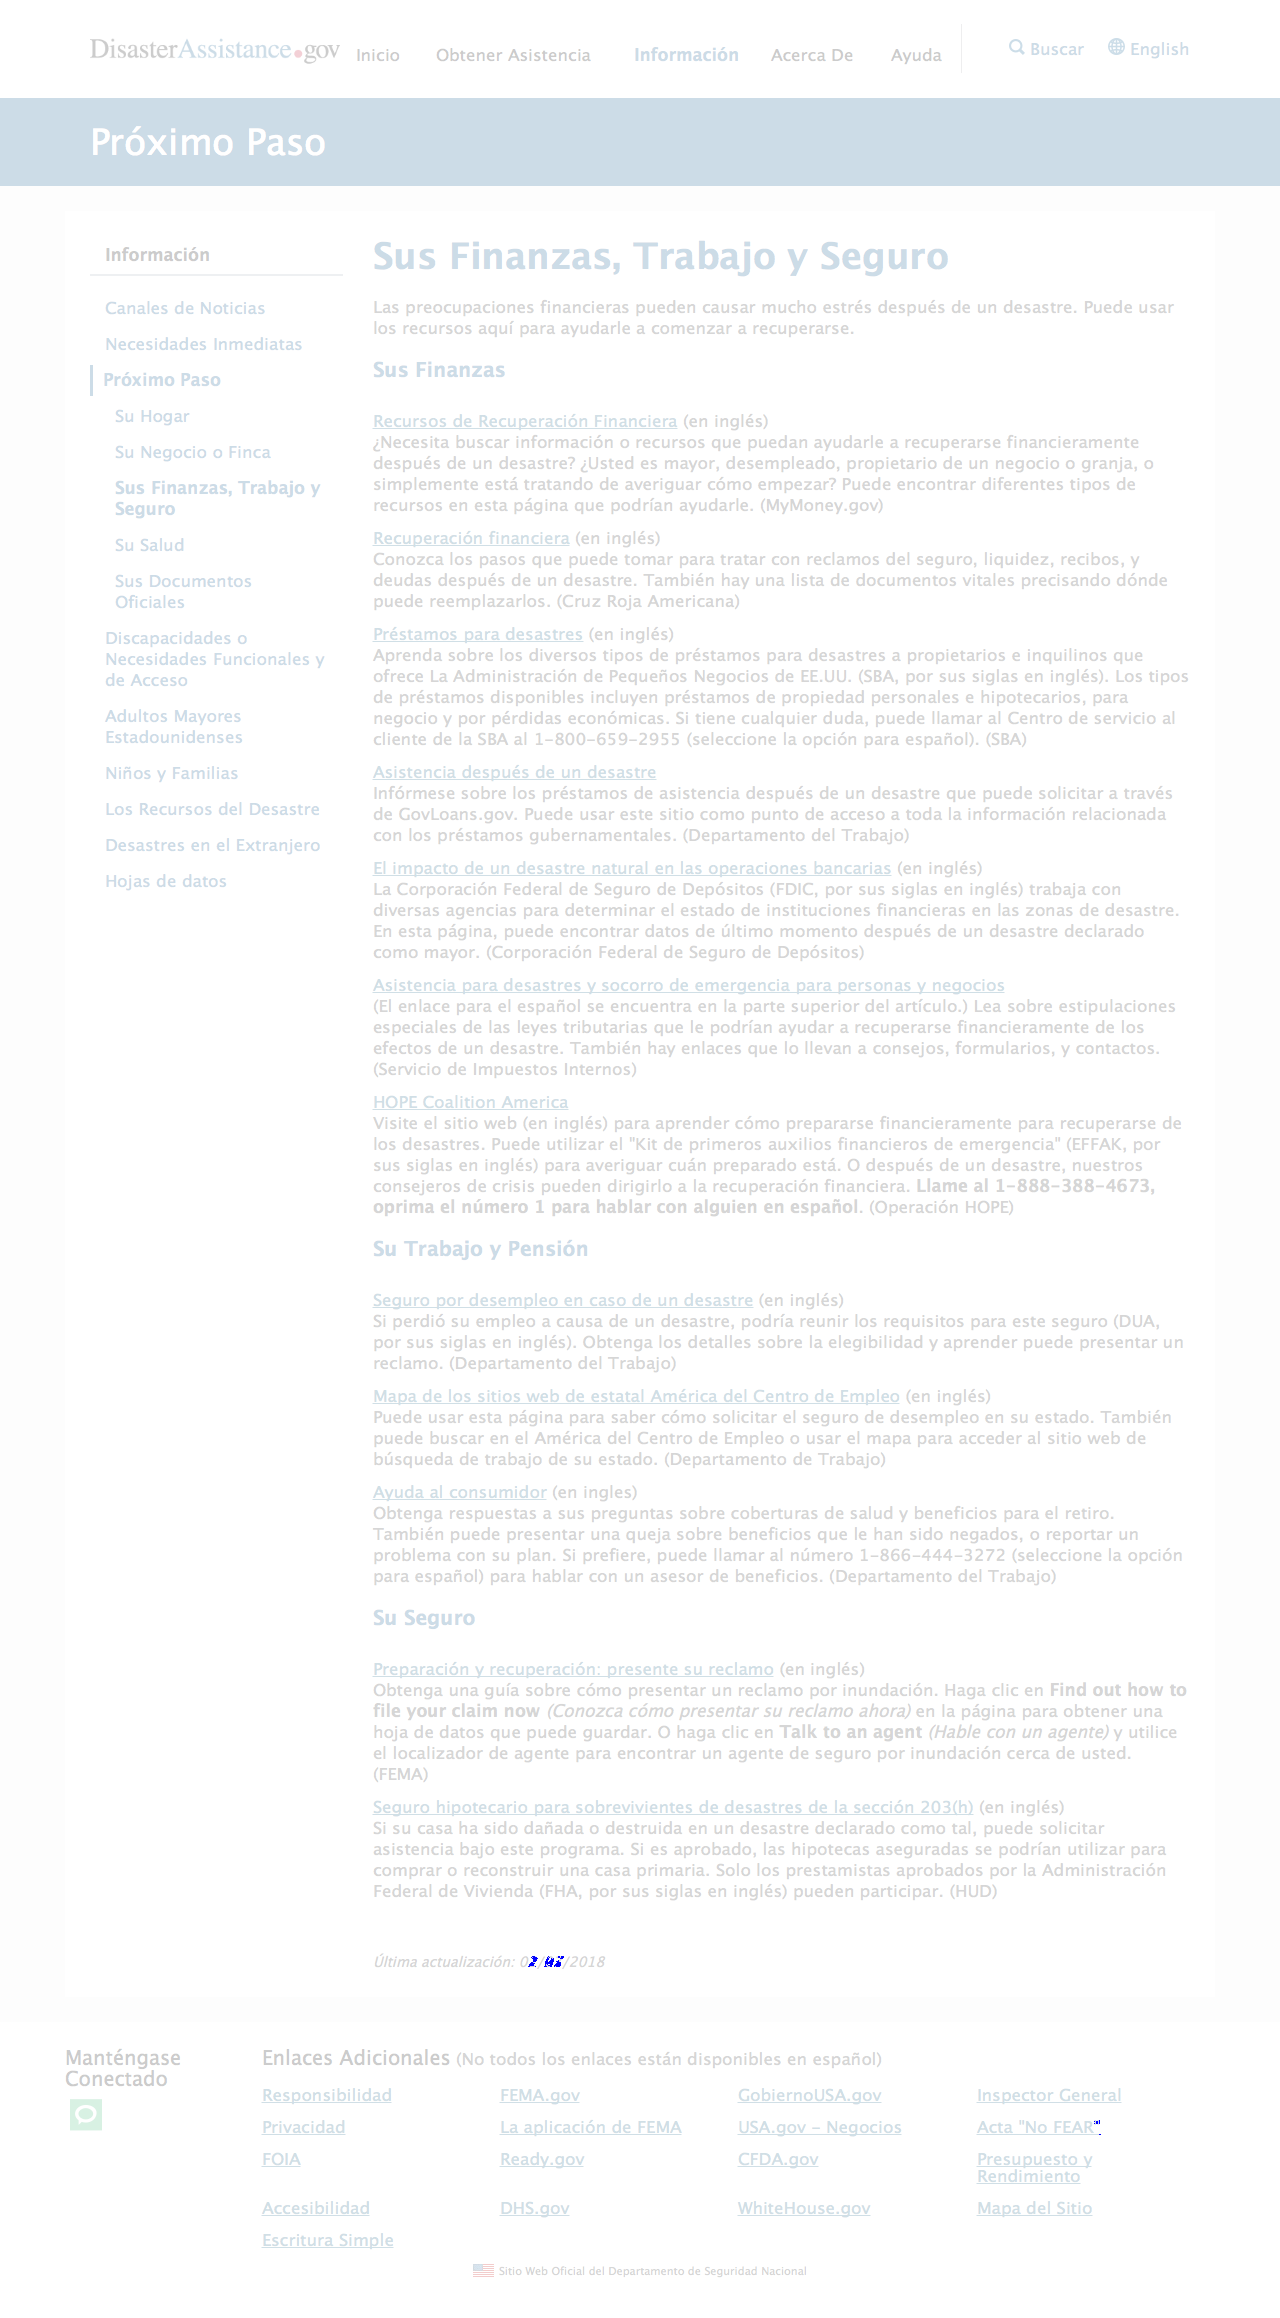 DisasterAssistance.gov
Inicio Obtener Asistencia Información Acerca De Ayuda Buscar English
Próximo Paso
Información
Canales de Noticias
Necesidades Inmediatas
Próximo Paso
Su Hogar
Su Negocio o Finca
Sus Finanzas, Trabajo y
Seguro
Su Salud
Sus Documentos
Oficiales
Discapacidades o
Necesidades Funcionales y
de Acceso
Adultos Mayores
Estadounidenses
Niños y Familias
Los Recursos del Desastre
Desastres en el Extranjero
Hojas de datos
Sus Finanzas, Trabajo y Seguro
Las preocupaciones financieras pueden causar mucho estrés después de un desastre. Puede usar
los recursos aquí para ayudarle a comenzar a recuperarse.
Sus Finanzas
Recursos de Recuperación Financiera (en inglés)
¿Necesita buscar información o recursos que puedan ayudarle a recuperarse financieramente
después de un desastre? ¿Usted es mayor, desempleado, propietario de un negocio o granja, o
simplemente está tratando de averiguar cómo empezar? Puede encontrar diferentes tipos de
recursos en esta página que podrían ayudarle. (MyMoney.gov)
Recuperación financiera (en inglés)
Conozca los pasos que puede tomar para tratar con reclamos del seguro, liquidez, recibos, y
deudas después de un desastre. También hay una lista de documentos vitales precisando dónde
puede reemplazarlos. (Cruz Roja Americana)
Préstamos para desastres (en inglés)
Aprenda sobre los diversos tipos de préstamos para desastres a propietarios e inquilinos que
ofrece La Administración de Pequeños Negocios de EE.UU. (SBA, por sus siglas en inglés). Los tipos
de préstamos disponibles incluyen préstamos de propiedad personales e hipotecarios, para
negocio y por pérdidas económicas. Si tiene cualquier duda, puede llamar al Centro de servicio al
cliente de la SBA al 1-800-659-2955 (seleccione la opción para español). (SBA)
Asistencia después de un desastre
Infórmese sobre los préstamos de asistencia después de un desastre que puede solicitar a través
de GovLoans.gov. Puede usar este sitio como punto de acceso a toda la información relacionada
con los préstamos gubernamentales. (Departamento del Trabajo)
El impacto de un desastre natural en las operaciones bancarias (en inglés)
La Corporación Federal de Seguro de Depósitos (FDIC, por sus siglas en inglés) trabaja con
diversas agencias para determinar el estado de instituciones financieras en las zonas de desastre.
En esta página, puede encontrar datos de último momento después de un desastre declarado
como mayor. (Corporación Federal de Seguro de Depósitos)
Asistencia para desastres y socorro de emergencia para personas y negocios
(El enlace para el español se encuentra en la parte superior del artículo.) Lea sobre estipulaciones
especiales de las leyes tributarias que le podrían ayudar a recuperarse financieramente de los
efectos de un desastre. También hay enlaces que lo llevan a consejos, formularios, y contactos.
(Servicio de Impuestos Internos)
HOPE Coalition America
Visite el sitio web (en inglés) para aprender cómo prepararse financieramente para recuperarse de
los desastres. Puede utilizar el "Kit de primeros auxilios financieros de emergencia" (EFFAK, por
sus siglas en inglés) para averiguar cuán preparado está. O después de un desastre, nuestros
consejeros de crisis pueden dirigirlo a la recuperación financiera. Llame al 1-888-388-4673,
oprima el número 1 para hablar con alguien en español. (Operación HOPE)
Su Trabajo y Pensión
Seguro por desempleo en caso de un desastre (en inglés)
Si perdió su empleo a causa de un desastre, podría reunir los requisitos para este seguro (DUA,
por sus siglas en inglés). Obtenga los detalles sobre la elegibilidad y aprender puede presentar un
reclamo. (Departamento del Trabajo)
Mapa de los sitios web de estatal América del Centro de Empleo (en inglés)
Puede usar esta página para saber cómo solicitar el seguro de desempleo en su estado. También
puede buscar en el América del Centro de Empleo o usar el mapa para acceder al sitio web de
búsqueda de trabajo de su estado. (Departamento de Trabajo)
Ayuda al consumidor (en ingles)
Obtenga respuestas a sus preguntas sobre coberturas de salud y beneficios para el retiro.
También puede presentar una queja sobre beneficios que le han sido negados, o reportar un
problema con su plan. Si prefiere, puede llamar al número 1-866-444-3272 (seleccione la opción
para español) para hablar con un asesor de beneficios. (Departamento del Trabajo)
Su Seguro
Preparación y recuperación: presente su reclamo (en inglés)
Obtenga una guía sobre cómo presentar un reclamo por inundación. Haga clic en Find out how to
file your claim now (Conozca cómo presentar su reclamo ahora) en la página para obtener una
hoja de datos que puede guardar. O haga clic en Talk to an agent (Hable con un agente) y utilice
el localizador de agente para encontrar un agente de seguro por inundación cerca de usted.
(FEMA)
Seguro hipotecario para sobrevivientes de desastres de la sección 203(h) (en inglés)
Si su casa ha sido dañada o destruida en un desastre declarado como tal, puede solicitar
asistencia bajo este programa. Si es aprobado, las hipotecas aseguradas se podrían utilizar para
comprar o reconstruir una casa primaria. Solo los prestamistas aprobados por la Administración
Federal de Vivienda (FHA, por sus siglas en inglés) pueden participar. (HUD)
Última actualización:
Manténgase
Conectado
Enlaces Adicionales (No todos los enlaces están disponibles en español)
Responsibilidad FEMA.gov GobiernoUSA.gov Inspector General
Privacidad La aplicación de FEMA USA.gov - Negocios Acta "No FEAR"
FOIA Ready.gov CFDA.gov Presupuesto y
Rendimiento
Accesibilidad DHS.gov WhiteHouse.gov Mapa del Sitio
Escritura Simple
Sitio Web Oficial del Departamento de Seguridad Nacional